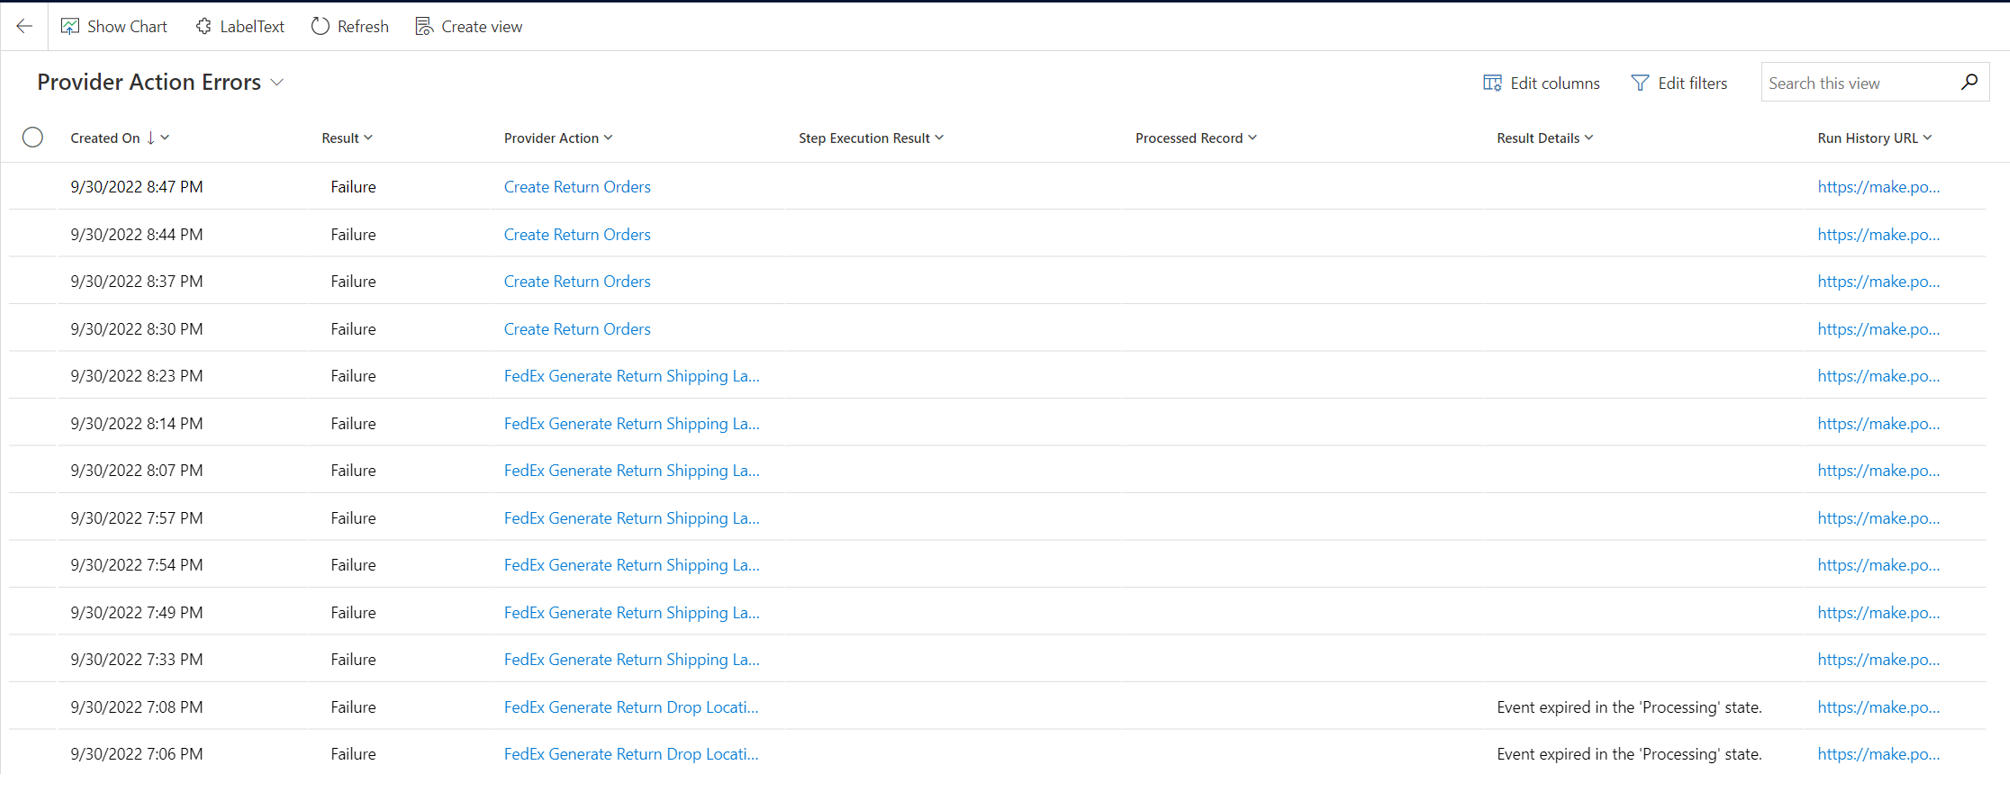 Show Chart LabelText Refresh Create view
Provider Action Errors Edit columns Edit filters Search this view
Created On Result Provider Action Step Execution Result Processed Record Result Details Run History URL
9/30/2022 8:47 PM Failure Create Return Orders https://make.po...
9/30/2022 8:44 PM Failure Create Return Orders https://make.po...
9/30/2022 8:37 PM Failure Create Return Orders https://make.po...
9/30/2022 8:30 PM Failure Create Return Orders https://make.po...
9/30/2022 8:23 PM Failure FedEx Generate Return Shipping La... https://make.po...
9/30/2022 8:14 PM Failure FedEx Generate Return Shipping La... https://make.po...
9/30/2022 8:07 PM Failure FedEx Generate Return Shipping La... https://make.po...
9/30/2022 7:57 PM Failure FedEx Generate Return Shipping La... https://make.po...
9/30/2022 7:54 PM Failure FedEx Generate Return Shipping La... https://make.po...
9/30/2022 7:49 PM Failure FedEx Generate Return Shipping La... https://make.po...
9/30/2022 7:33 PM Failure FedEx Generate Return Shipping La... https://make.po...
9/30/2022 7:08 PM Failure FedEx Generate Return Drop Locati... Event expired in the 'Processing' state. https://make.po...
9/30/2022 7:06 PM Failure FedEx Generate Return Drop Locati... Event expired in the 'Processing' state. https://make.po...